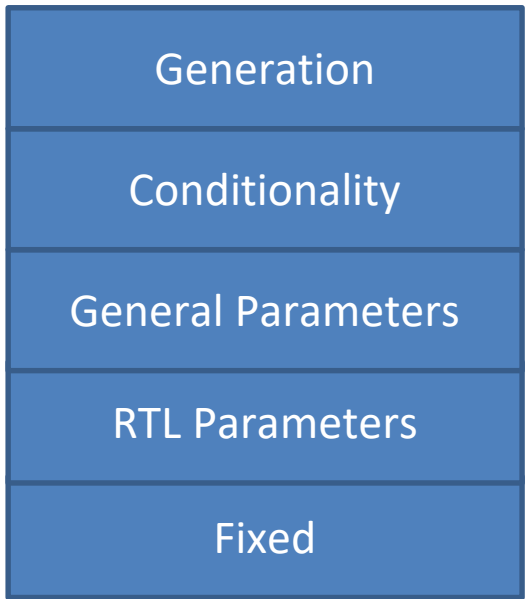 Generation
Conditionality
General Parameters
RTL Parameters
Fixed